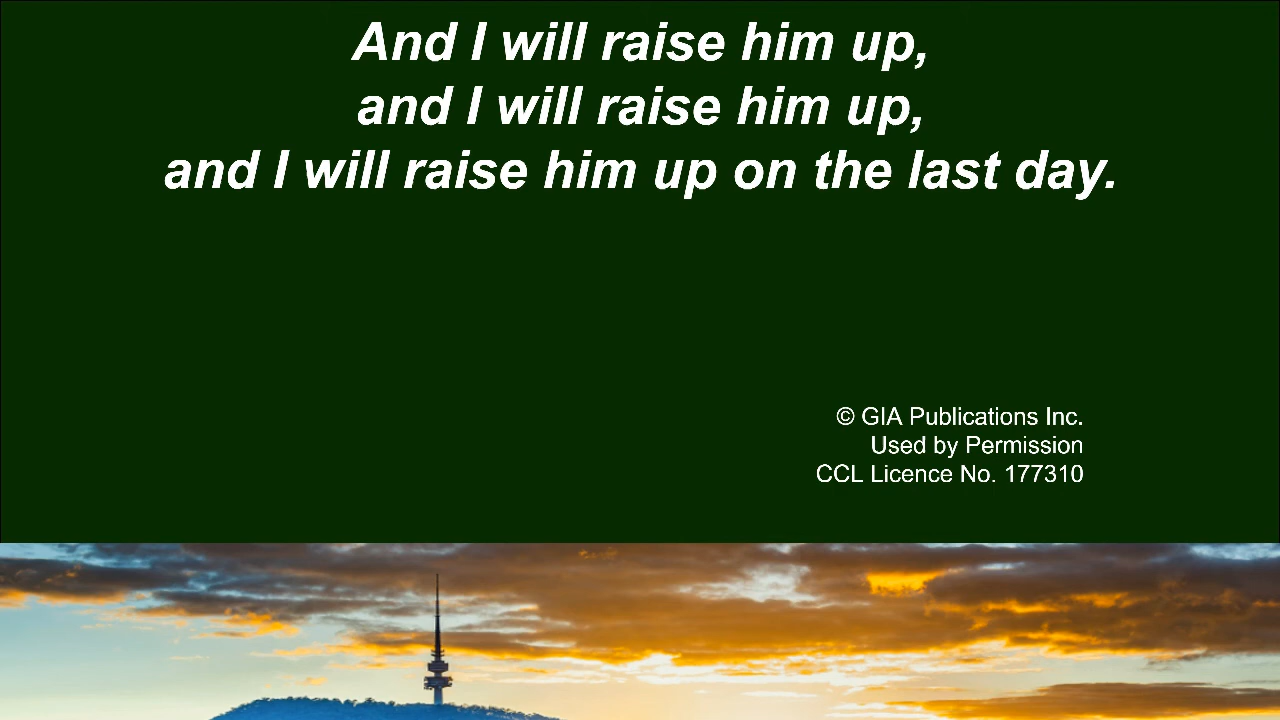 And I will raise him up,
and I will raise him up,
and I will raise him up on the last day.
© GIA Publications Inc.
Used by Permission
CCL Licence No. 177310